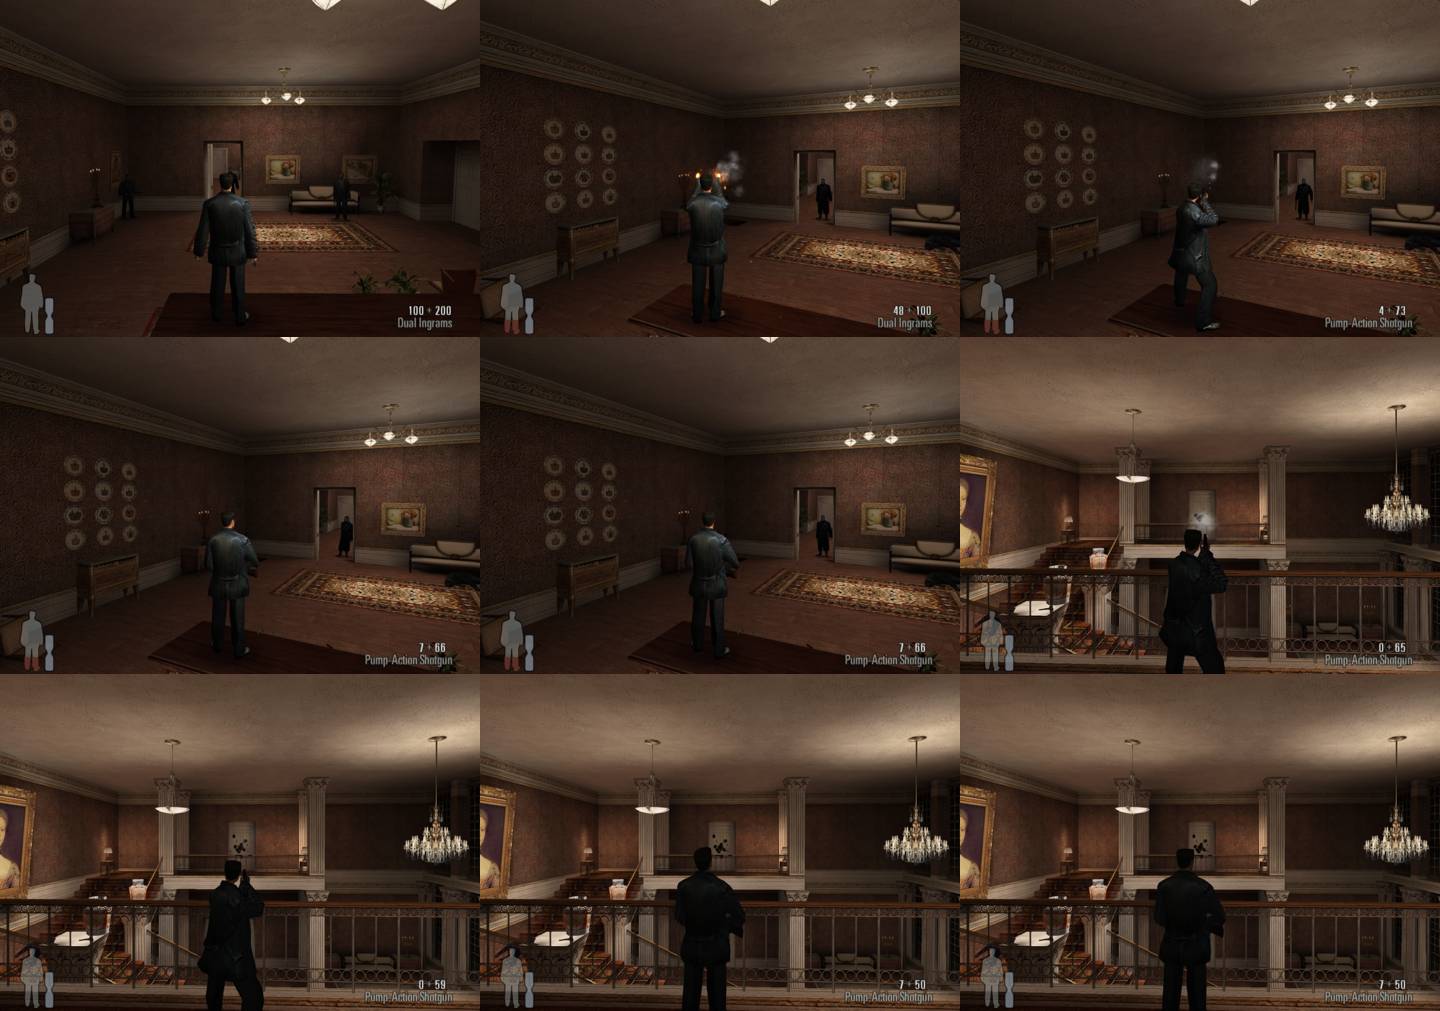 100 + 200
Dual Ingrams
48 + 100
Dual Ingrams
4 + 73
Pump-Action Shotgun
7 + 66
Pump-Action Shotgun
7 + 66
Pump-Action Shotgun
0 + 65
Pump-Action Shotgun
0 + 59
Pump-Action Shotgun
7 + 50
Pump-Action Shotgun
7 + 50
Pump-Action Shotgun